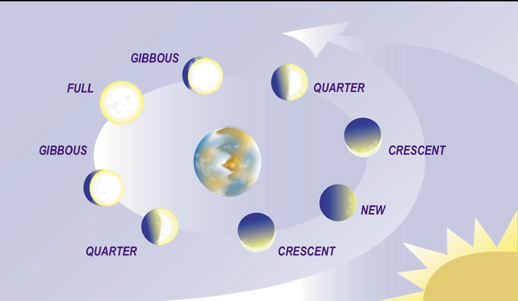 GIBBOUS
FULL
QUARTER
GIBBOUS
CRESCENT
NEW
QUARTER
CRESCENT